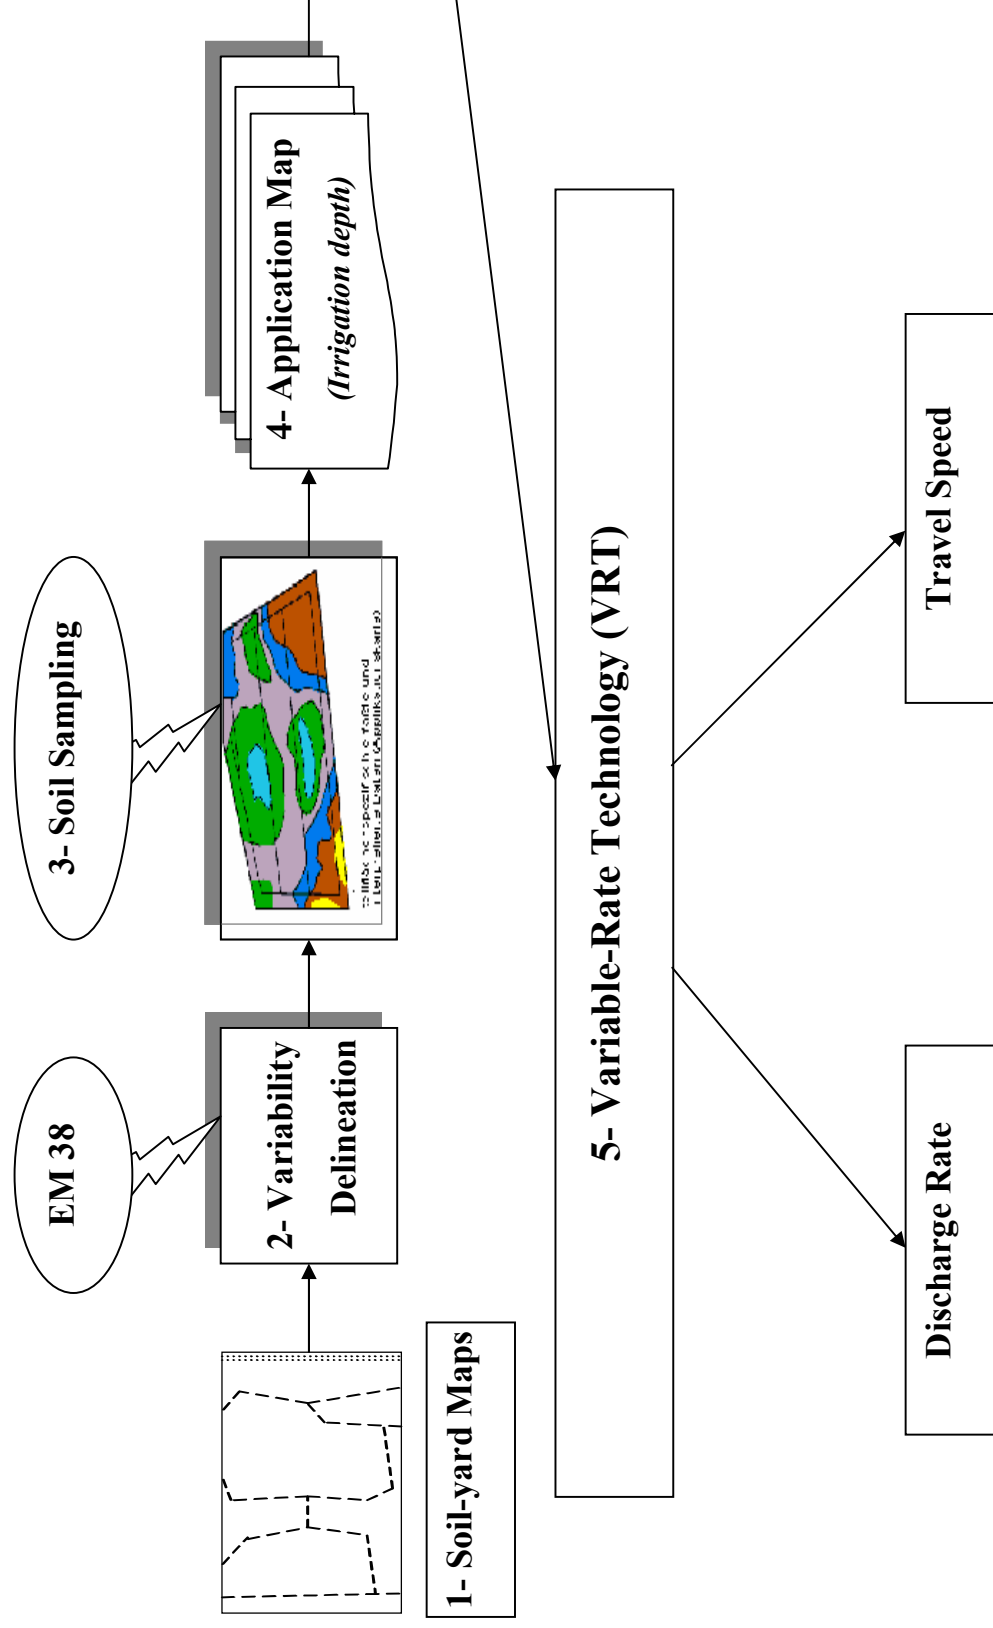 EM 38
3- Soil Sampling
1- Soil-yard Maps
2- Variability
Delineation
4- Application Map
(Irrigation depth)
5- Variable-Rate Technology (VRT)
Discharge Rate
Travel Speed